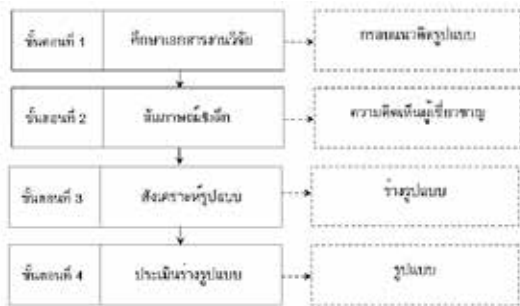 ขั้นตอนที่ 1 ศึกษาเอกสารงานวิจัย กรอบแนวคิดรูปแบบ
ขั้นตอนที่ 2 สัมภาษณ์เชิงลึก ความคิดเห็นผู้เชี่ยวชาญ
ขั้นตอนที่ 3 สังเคราะห์รูปแบบ ร่างรูปแบบ
ขั้นตอนที่ 4 ประเมินร่างรูปแบบ รูปแบบ